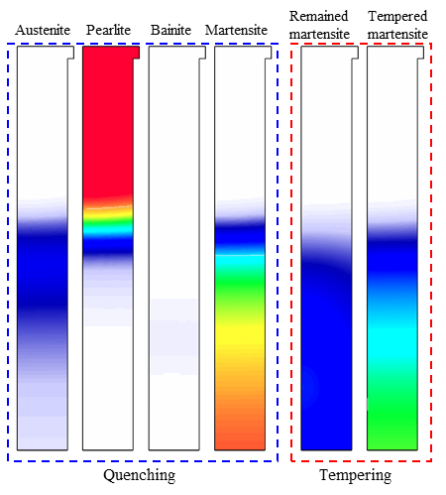 Austenite Pearlite Bainite Martensite
Remained
martensite
Tempered
martensite
Quenching
Tempering